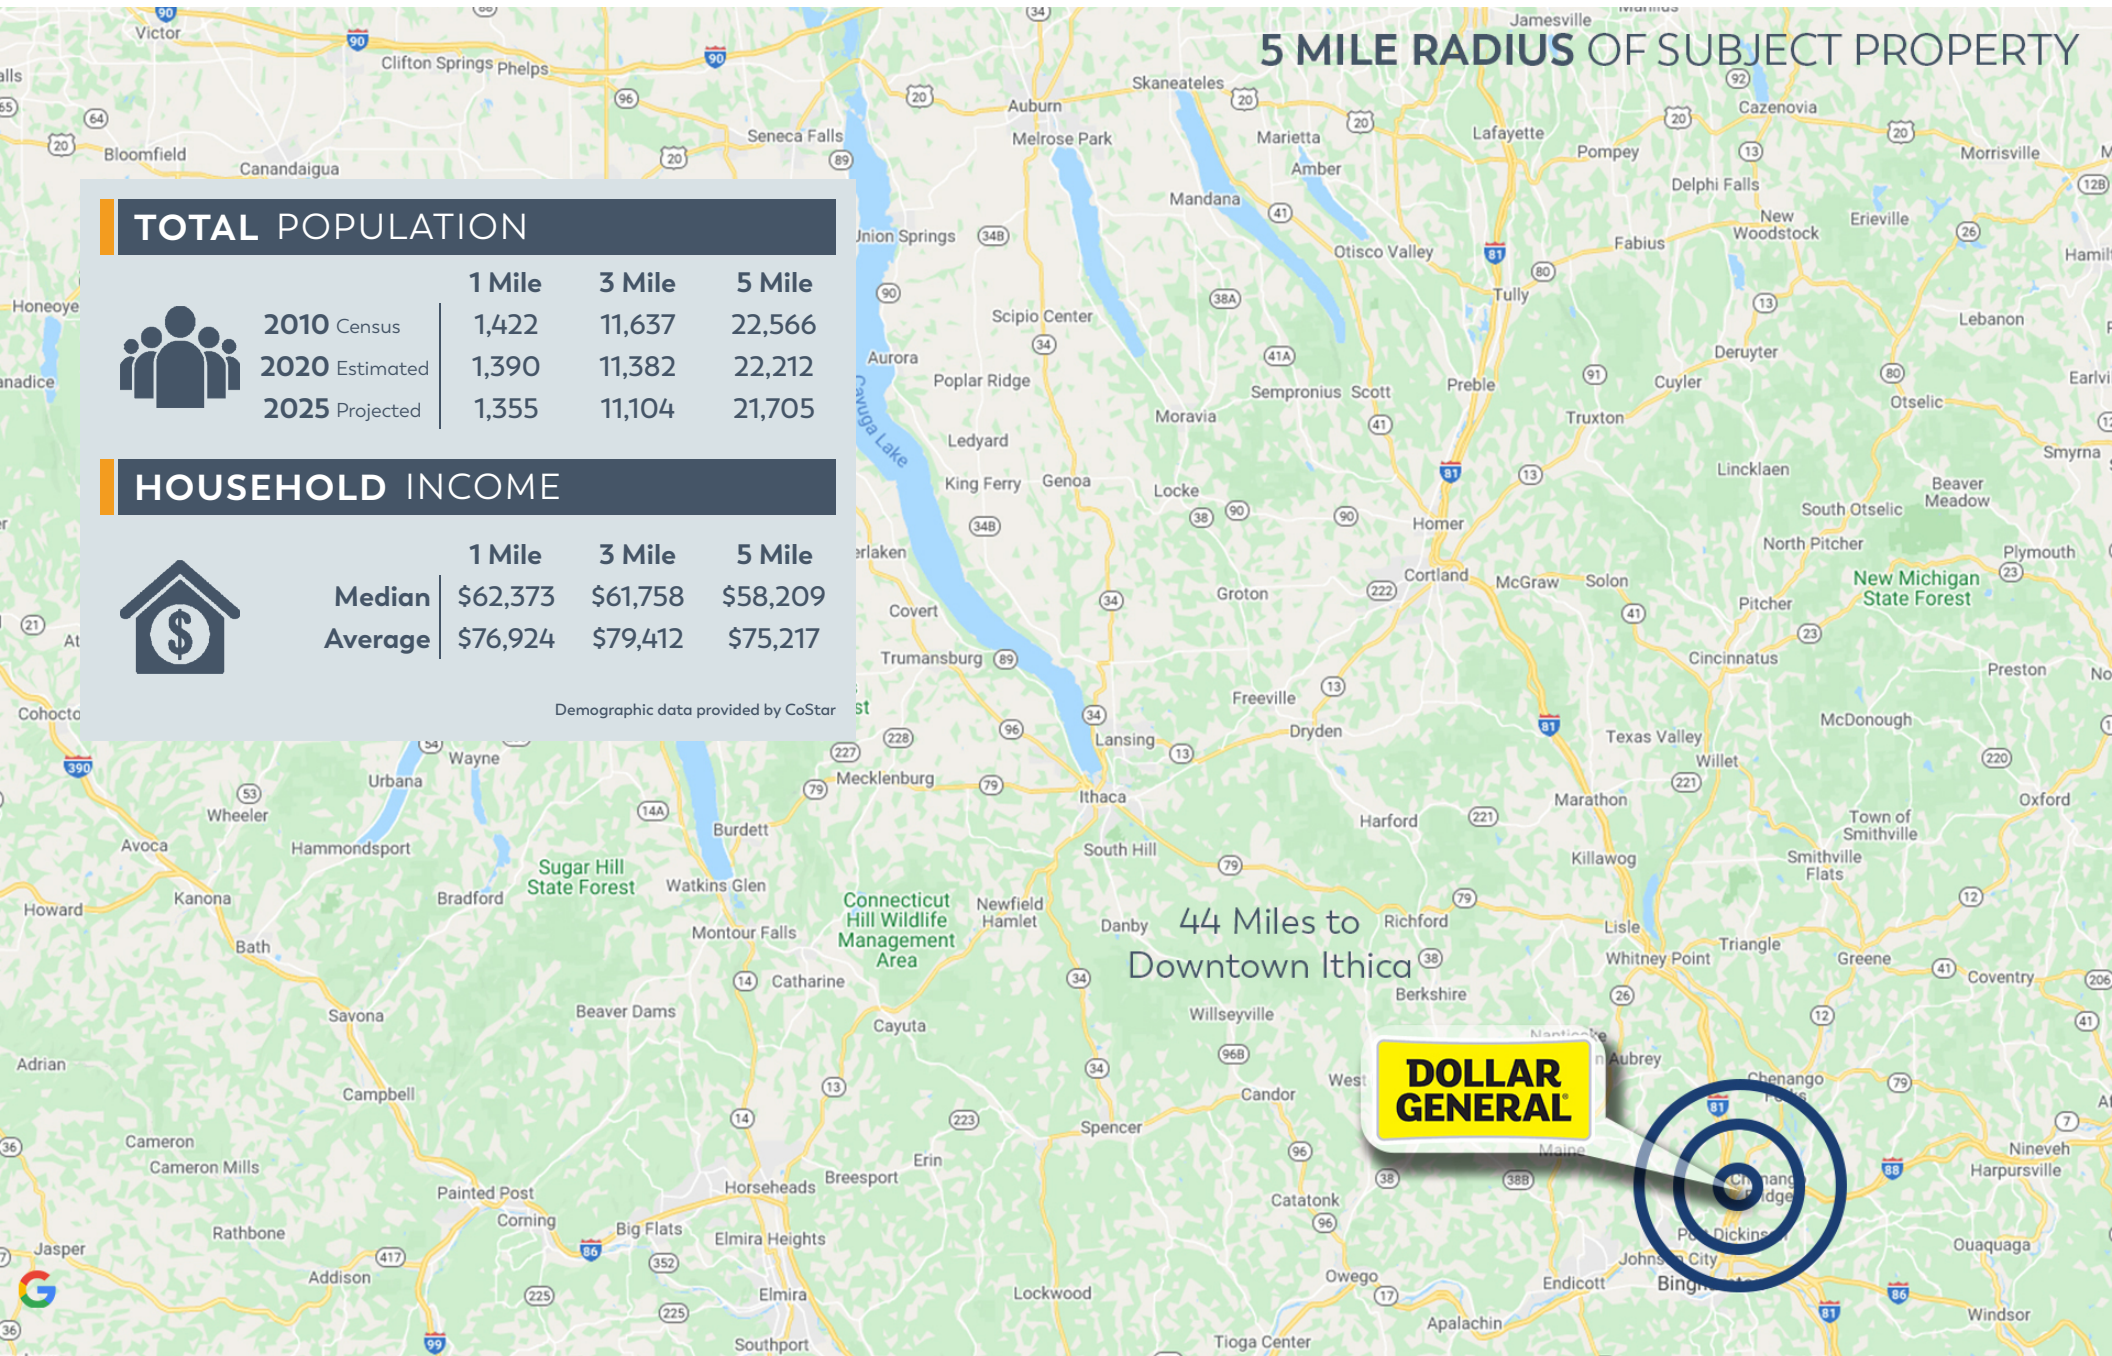 5 MILE RADIUS OF SUBJECT PROPERTY
TOTAL POPULATION
1 Mile 3 Mile 5 Mile
2010 Census 1,422 11,637 22,566
2020 Estimated 1,390 11,382 22,212
2025 Projected 1,355 11,104 21,705
HOUSEHOLD INCOME
1 Mile 3 Mile 5 Mile
Median $62,373 $61,758 $58,209
Average $76,924 $79,412 $75,217
Demographic data provided by CoStar
44 Miles to
Downtown Ithica
DOLLAR
GENERAL
Victor
Clifton Springs
Phelps
Bloomfield
Canandaigua
Seneca Falls
Auburn
Melrose Park
Skaneateles
Jamesville
Marietta
Amber
Mandana
Lafayette
Pompey
Cazenovia
Morrisville
Delphi Falls
New
Woodstock
Erieville
Fabius
Otisco Valley
Union Springs
Tully
Scipio Center
Lebanon
Honeoye
Aurora
Poplar Ridge
Deruyter
Sempronius
Scott
Preble
Cuyler
Otselic
Moravia
Truxton
Cayuga Lake
Ledyard
Smyrna
King Ferry
Genoa
Locke
Lincklaen
Beaver
Meadow
South Otselic
Homer
North Pitcher
Plymouth
Cortland
McGraw
Solon
New Michigan
State Forest
Groton
Covert
Pitcher
Trumansburg
Cincinnatus
Preston
Freeville
McDonough
Dryden
Lansing
Texas Valley
Willet
Wayne
Urbana
Mecklenburg
Ithaca
Marathon
Oxford
Wheeler
Burdett
Harford
Town of
Smithville
Avoca
Hammondsport
South Hill
Killawog
Smithville
Flats
Sugar Hill
State Forest
Watkins Glen
Kanona
Bradford
Howard
Connecticut
Hill Wildlife
Management
Area
Newfield
Hamlet
Danby
Richford
Lisle
Bath
Montour Falls
Triangle
Whitney Point
Greene
Coventry
Catharine
Berkshire
Savona
Beaver Dams
Cayuta
Willseyville
Adrian
Aubrey
Campbell
West
Candor
Chenango
Spencer
Maine
Cameron
Cameron Mills
Erin
Breesport
Nineveh
Harpursville
Painted Post
Horseheads
Catatonk
Corning
Rathbone
Big Flats
Elmira Heights
Jasper
Addison
Ouaquaga
Owego
Endicott
Elmira
Lockwood
Apalachin
Windsor
Southport
Tioga Center